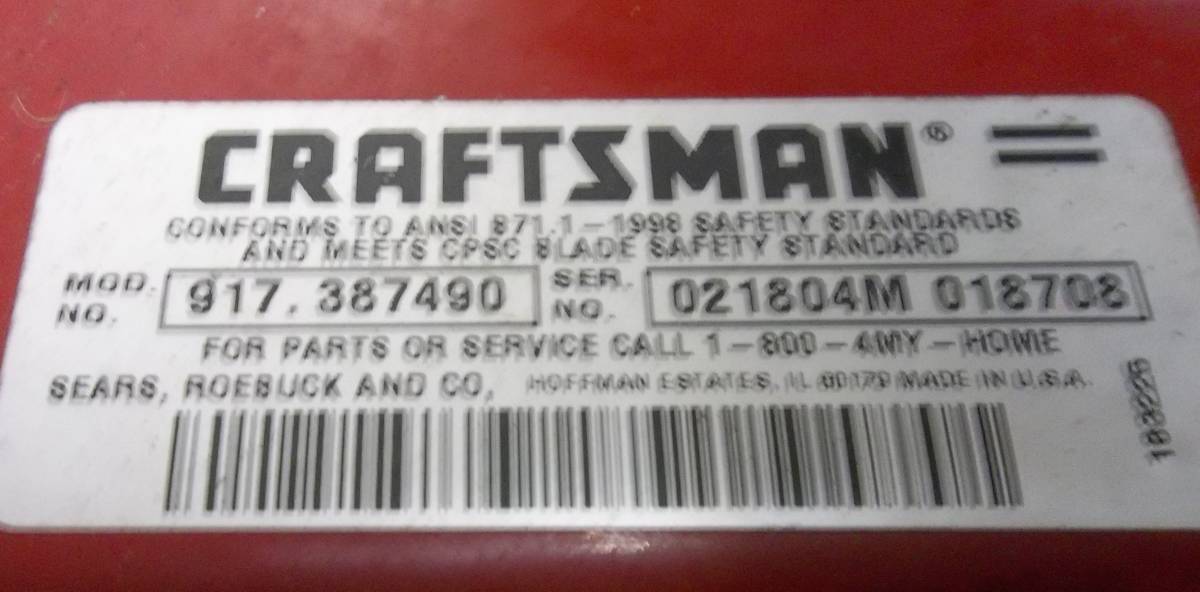 CRAFTSMAN®
CONFORMS TO ANSI B71.1-1998 SAFETY STANDARDS
AND MEETS CPSC BLADE SAFETY STANDARD
MOD. NO. 917.387490 SER. NO. 021804M 018708
FOR PARTS OR SERVICE CALL 1-800-4MY-HOME
SEARS, ROEBUCK AND CO, HOFFMAN ESTATES, IL 60179 MADE IN U.S.A.